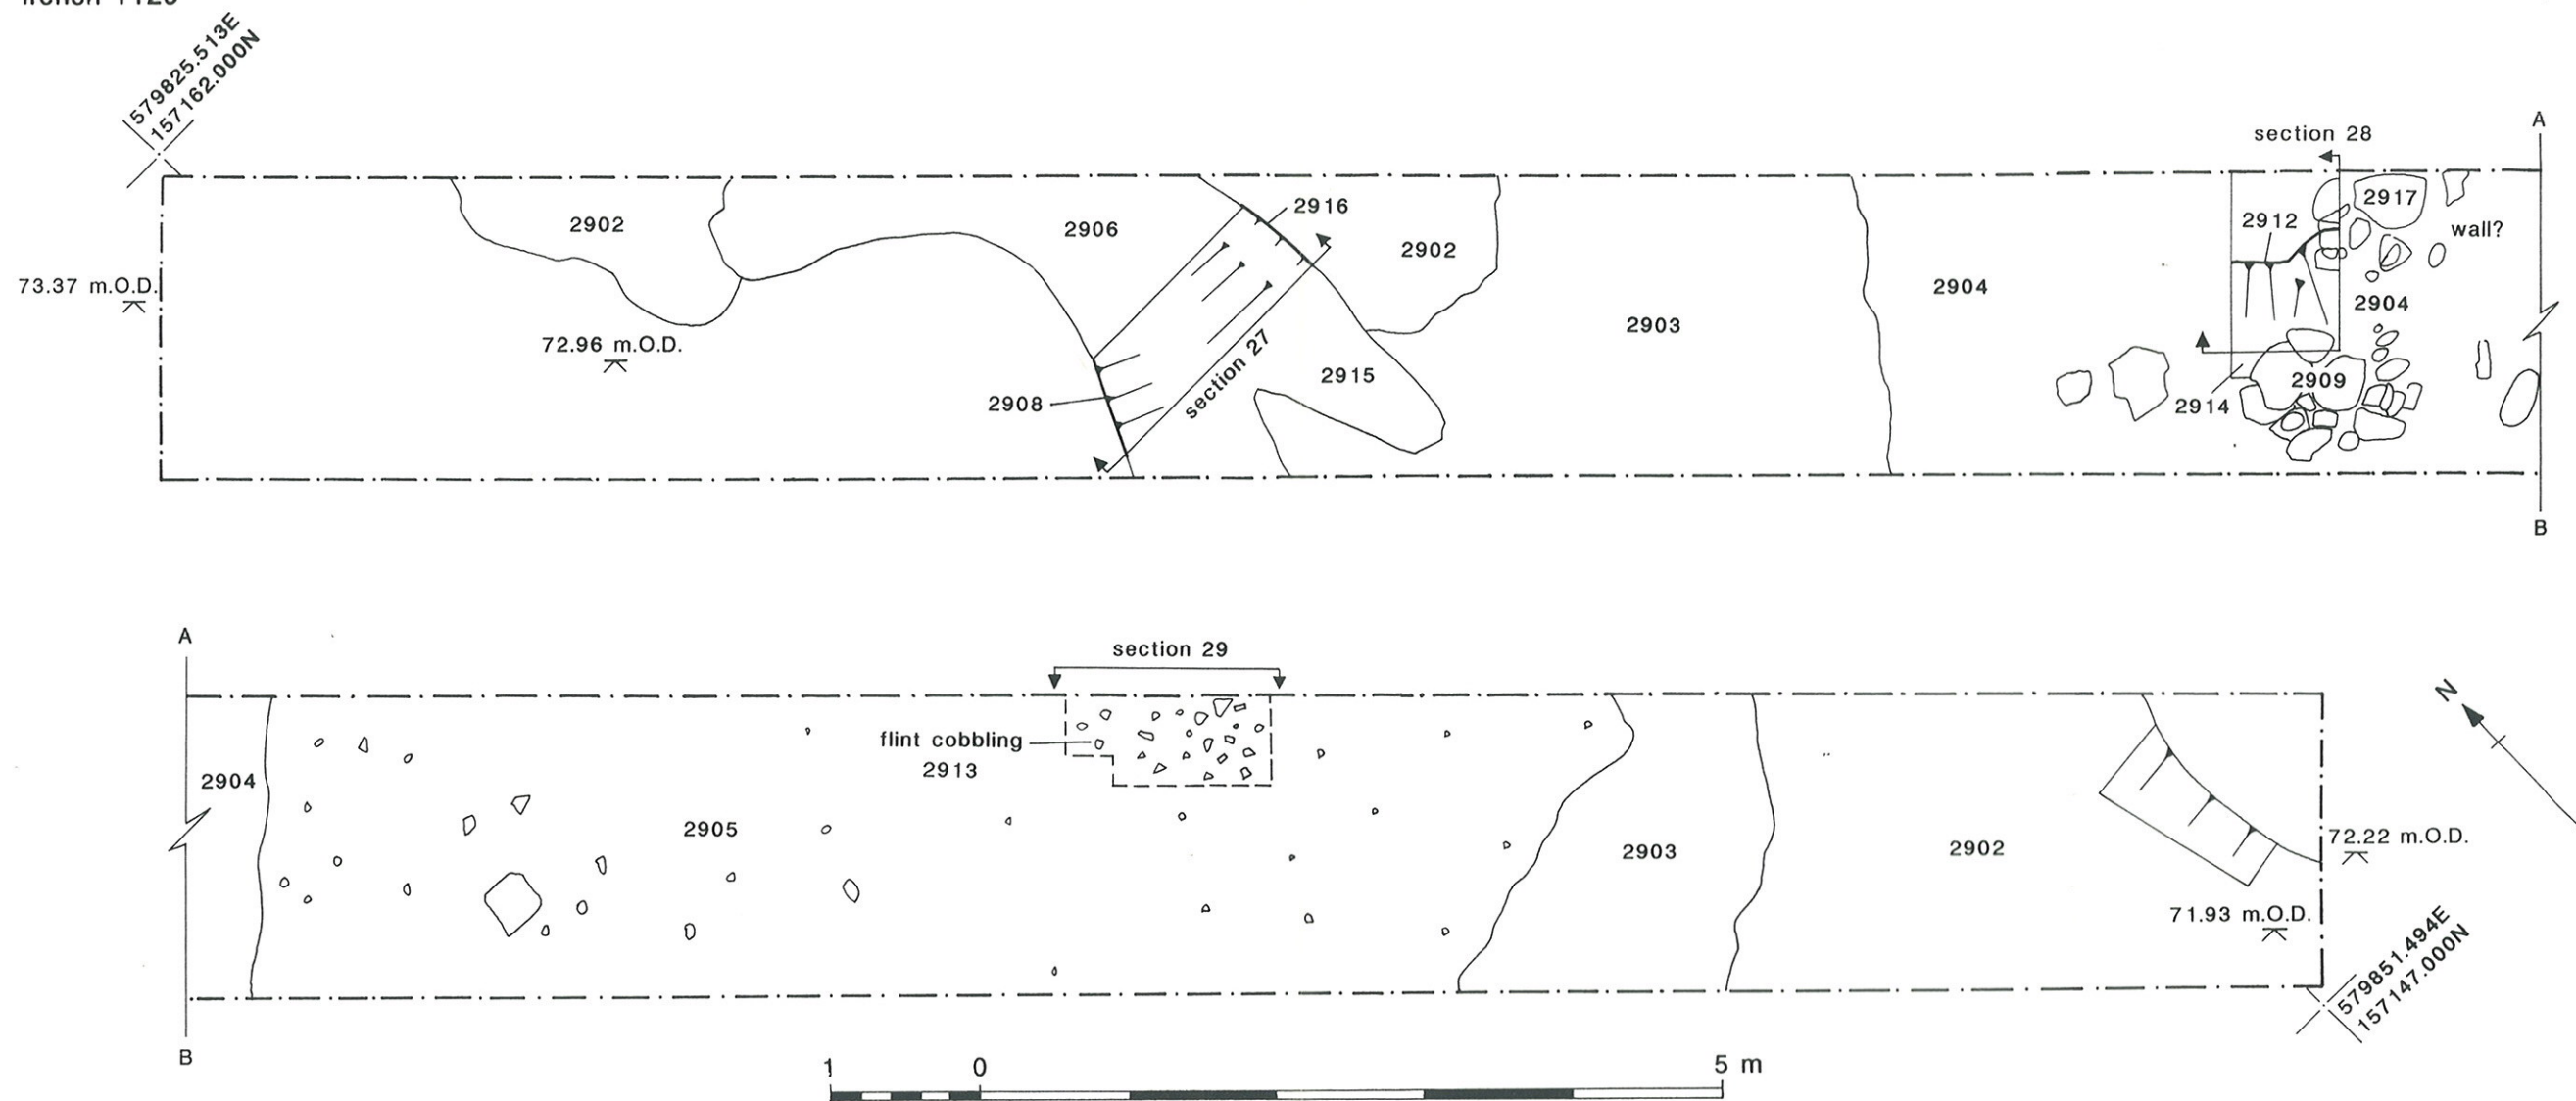 579825.513E
157162.000N
A
section 28
2917
2916
2912
2902
2906
wall?
2902
73.37 m.O.D.
2904
2904
2903
72.96 m.O.D.
section 27
2915
2909
2908
2914
B
A
section 29
flint cobbling
2913
2904
2905
2903
2902
72.22 m.O.D.
71.93 m.O.D.
N
579851.494E
157147.000N
B
1 0 5 m